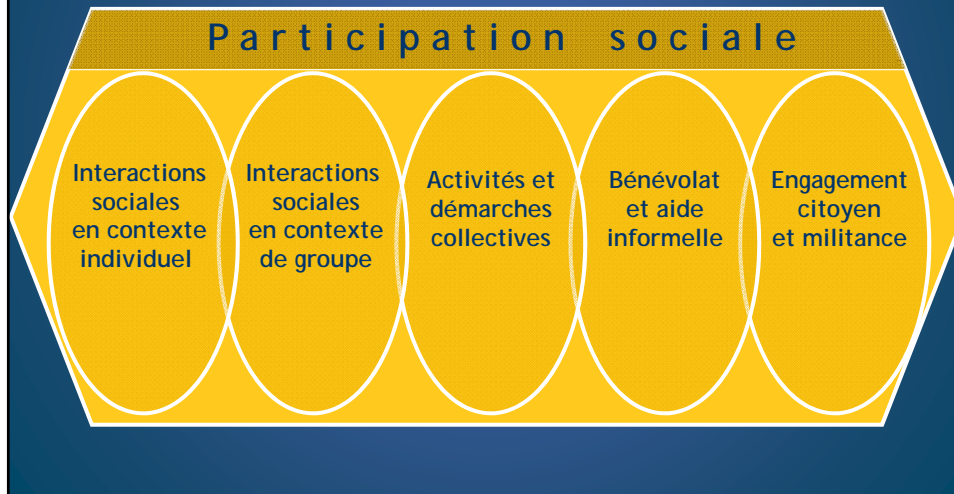 Participation sociale
Interactions
sociales
en contexte
individuel
Interactions
sociales
en contexte
de groupe
Activités et
démarches
collectives
Bénévolat
et aide
informelle
Engagement
citoyen
et militance